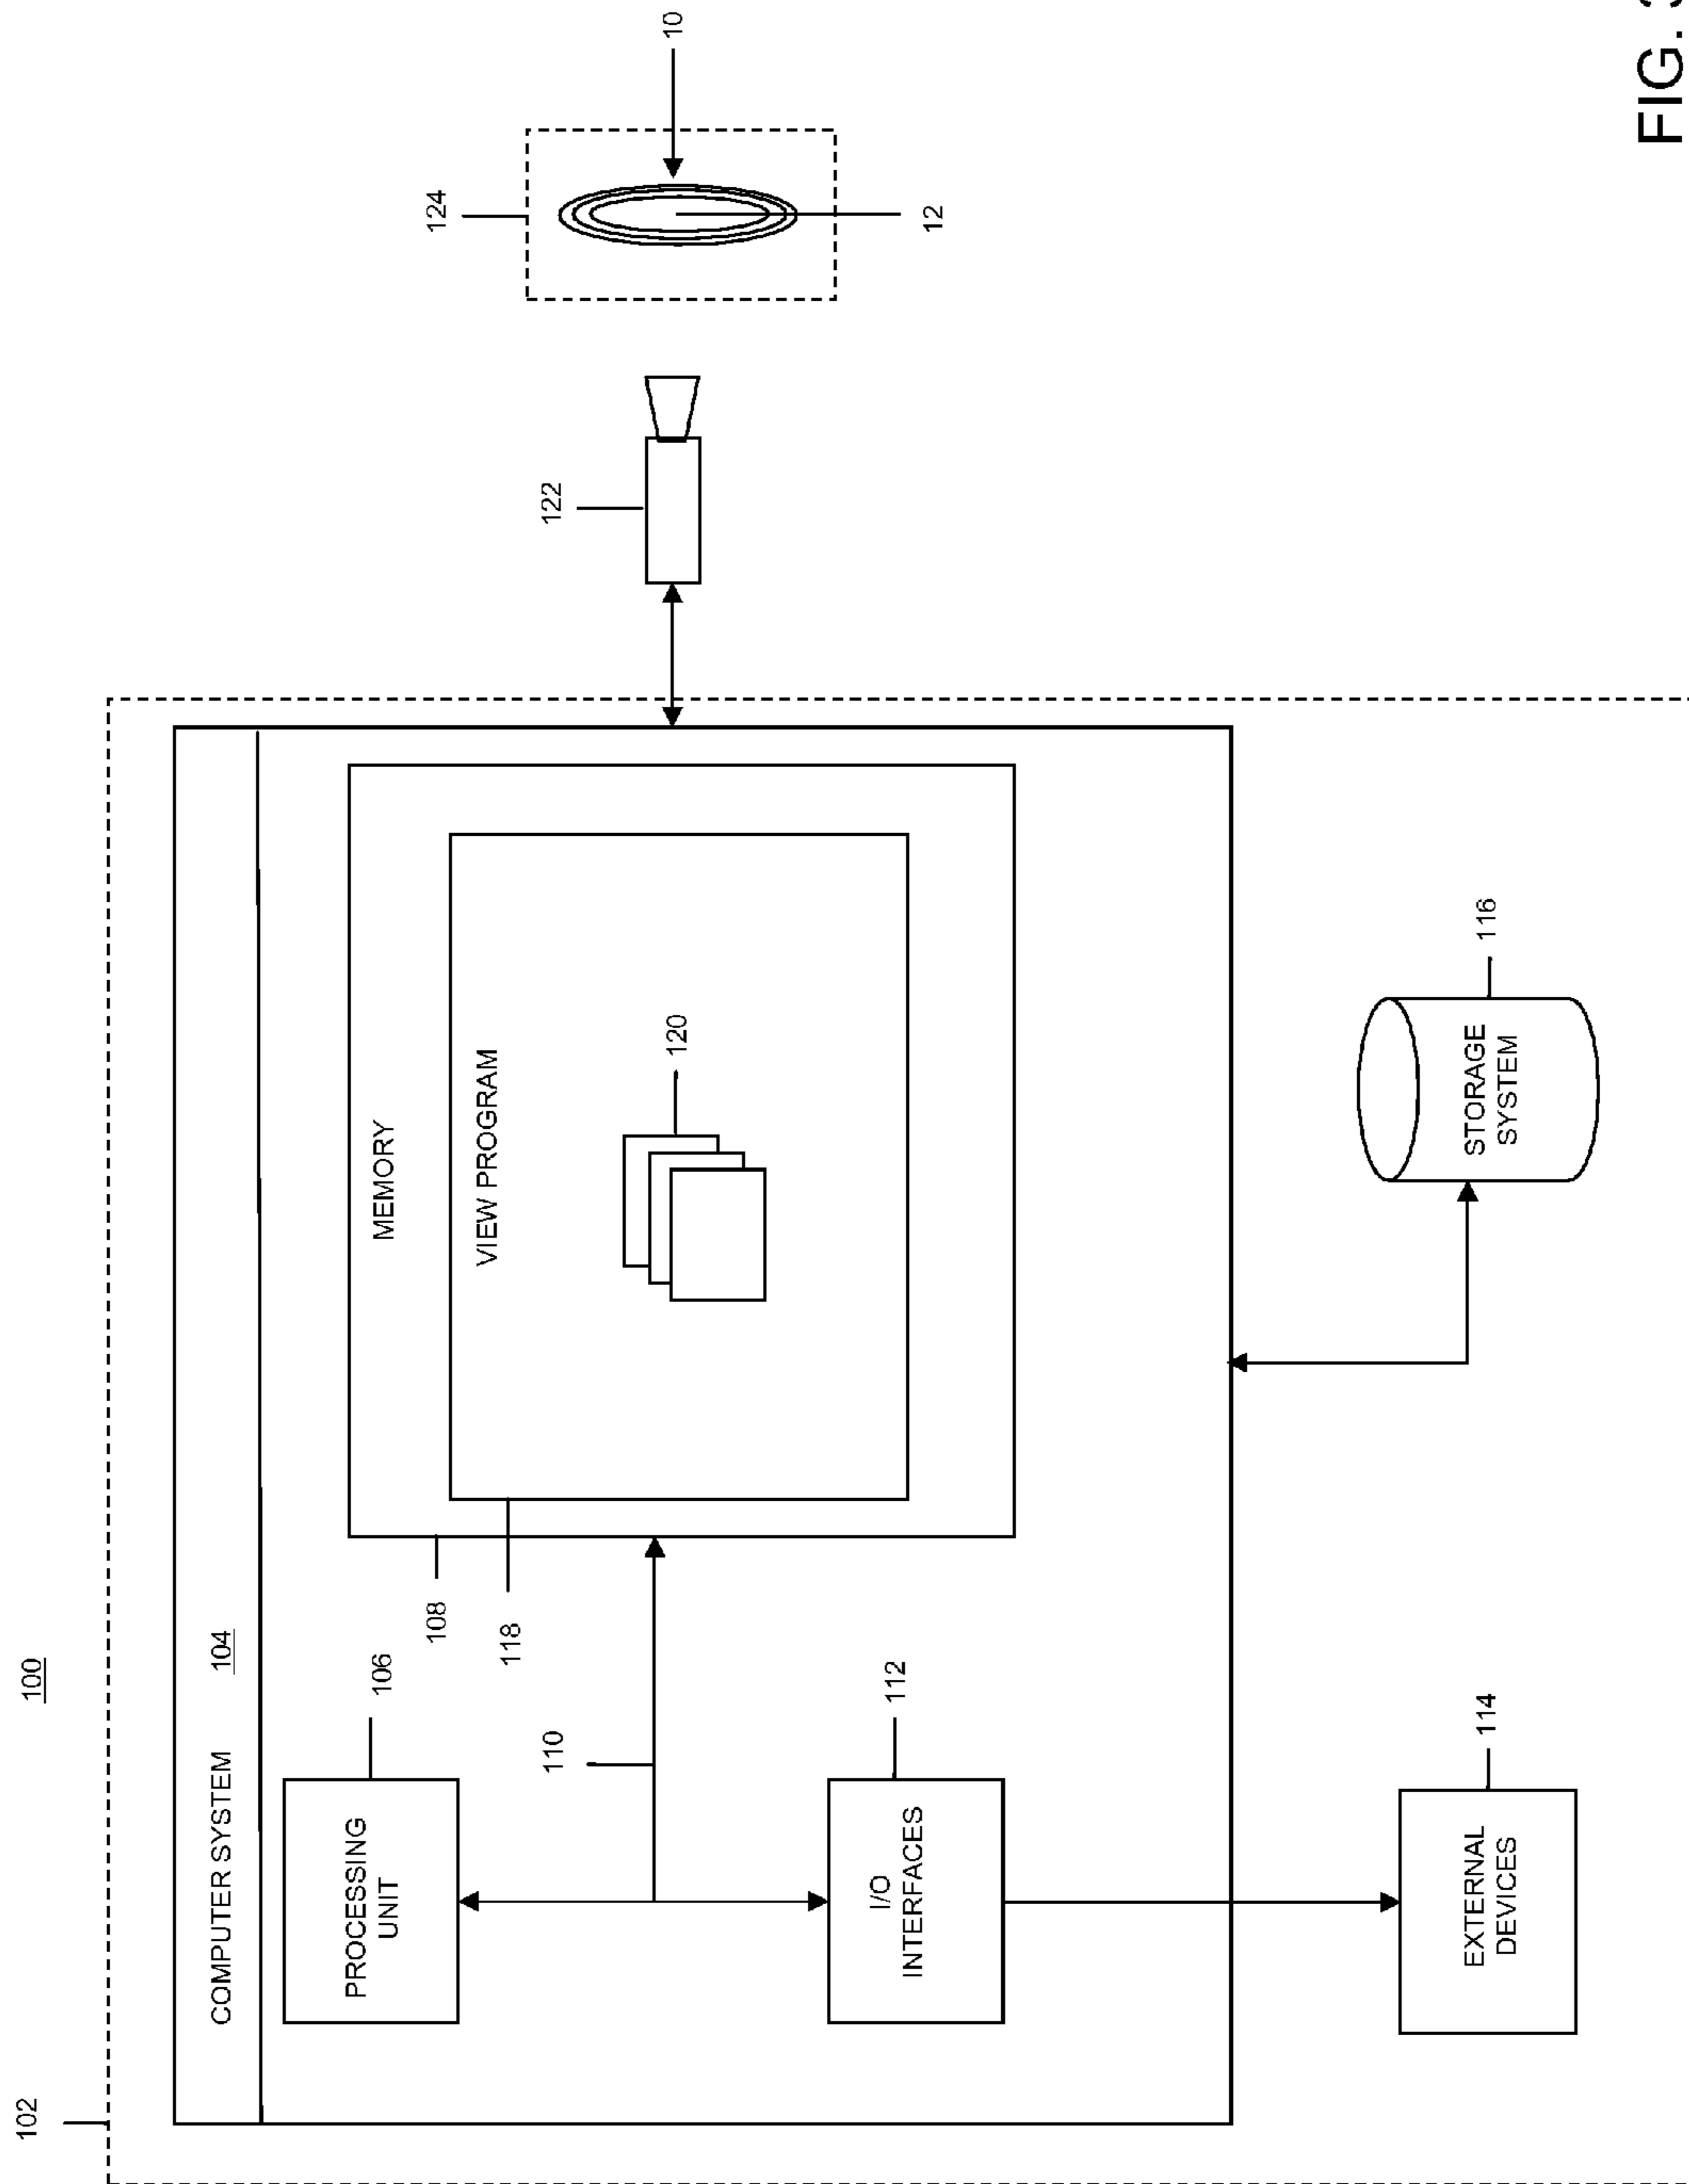 100
102
COMPUTER SYSTEM 104
PROCESSING
UNIT
106
108
MEMORY
118
VIEW PROGRAM
120
110
I/O
INTERFACES
112
122
124
10
12
EXTERNAL
DEVICES
114
STORAGE
SYSTEM
116
FIG.